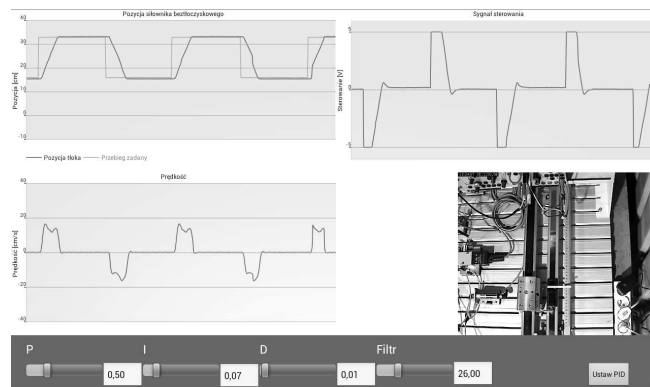 Pozycja siłownika beztłoczyskowego
40
30
20
10
0
-10
Pozycja [cm]
Pozycja tłoka
Przebieg zadany
Sygnał sterowania
5
0
-5
Sterowanie [V]
Prędkość
40
20
0
-20
-40
Prędkość [cm/s]
P
I
D
Filtr
0,50
0,07
0,01
26,00
Ustaw PID